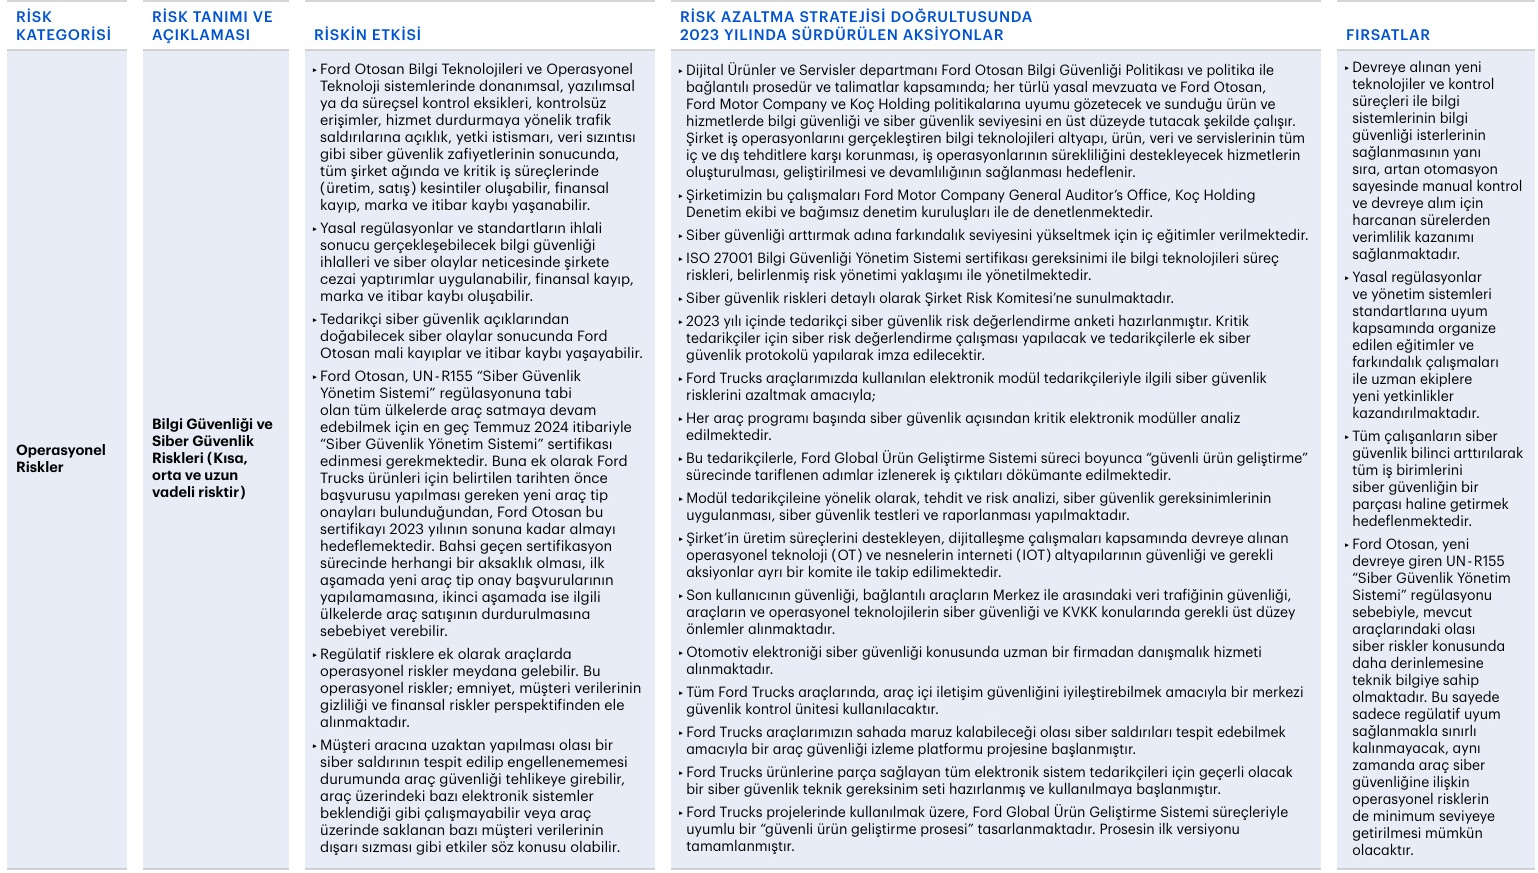 RİSK
KATEGORİSİ
RİSK TANIMI VE
AÇIKLAMASI
RİSKİN ETKİSİ
RİSK AZALTMA STRATEJİSİ DOĞRULTUSUNDA
2023 YILINDA SÜRDÜRÜLEN AKSİYONLAR
FIRSATLAR
Operasyonel
Riskler
Bilgi Güvenliği ve
Siber Güvenlik
Riskleri (Kısa,
orta ve uzun
vadeli risktir)
‣ Ford Otosan Bilgi Teknolojileri ve Operasyonel
Teknoloji sistemlerinde donanımsal, yazılımsal
ya da süreçsel kontrol eksikleri, kontrolsüz
erişimler, hizmet durdurmaya yönelik trafik
saldırılarına açıklık, yetki istismarı, veri sızıntısı
gibi siber güvenlik zafiyetlerinin sonucunda,
tüm şirket ağında ve kritik iş süreçlerinde
(üretim, satış) kesintiler oluşabilir, finansal
kayıp, marka ve itibar kaybı yaşanabilir.
‣ Yasal regülasyonlar ve standartların ihlali
sonucu gerçekleşebilecek bilgi güvenliği
ihlalleri ve siber olaylar neticesinde şirkete
cezai yaptırımlar uygulanabilir, finansal kayıp,
marka ve itibar kaybı oluşabilir.
‣ Tedarikçi siber güvenlik açıklarından
doğabilecek siber olaylar sonucunda Ford
Otosan mali kayıplar ve itibar kaybı yaşayabilir.
‣ Ford Otosan, UN-R155 “Siber Güvenlik
Yönetim Sistemi” regülasyonuna tabi
olan tüm ülkelerde araç satmaya devam
edebilmek için en geç Temmuz 2024 itibariyle
“Siber Güvenlik Yönetim Sistemi” sertifikası
edinmesi gerekmektedir. Buna ek olarak Ford
Trucks ürünleri için belirtilen tarihten önce
başvurusu yapılması gereken yeni araç tip
onayları bulunduğundan, Ford Otosan bu
sertifikayı 2023 yılının sonuna kadar almayı
hedeflemektedir. Bahsi geçen sertifikasyon
sürecinde herhangi bir aksaklık olması, ilk
aşamada yeni araç tip onay başvurularının
yapılamamasına, ikinci aşamada ise ilgili
ülkelerde araç satışının durdurulmasına
sebebiyet verebilir.
‣ Regülatif risklere ek olarak araçlarda
operasyonel riskler meydana gelebilir. Bu
operasyonel riskler; emniyet, müşteri verilerinin
gizliliği ve finansal riskler perspektifinden ele
alınmaktadır.
‣ Müşteri aracına uzaktan yapılması olası bir
siber saldırının tespit edilip engellenememesi
durumunda araç güvenliği tehlikeye girebilir,
araç üzerindeki bazı elektronik sistemler
beklendiği gibi çalışmayabilir veya araç
üzerinde saklanan bazı müşteri verilerinin
dışarı sızması gibi etkiler söz konusu olabilir.
‣ Dijital Ürünler ve Servisler departmanı Ford Otosan Bilgi Güvenliği Politikası ve politika ile
bağlantılı prosedür ve talimatlar kapsamında; her türlü yasal mevzuata ve Ford Otosan,
Ford Motor Company ve Koç Holding politikalarına uyumu gözetecek ve sunduğu ürün ve
hizmetlerde bilgi güvenliği ve siber güvenlik seviyesini en üst düzeyde tutacak şekilde çalışır.
Şirket iş operasyonlarını gerçekleştiren bilgi teknolojileri altyapı, ürün, veri ve servislerinin tüm
iç ve dış tehditlere karşı korunması, iş operasyonlarının sürekliliğini destekleyecek hizmetlerin
oluşturulması, geliştirilmesi ve devamlılığının sağlanması hedeflenir.
‣ Şirketimizin bu çalışmaları Ford Motor Company General Auditor’s Office, Koç Holding
Denetim ekibi ve bağımsız denetim kuruluşları ile de denetlenmektedir.
‣ Siber güvenliği arttırmak adına farkındalık seviyesini yükseltmek için iç eğitimler verilmektedir.
‣ ISO 27001 Bilgi Güvenliği Yönetim Sistemi sertifikası gereksinimi ile bilgi teknolojileri süreç
riskleri, belirlenmiş risk yönetimi yaklaşımı ile yönetilmektedir.
‣ Siber güvenlik riskleri detaylı olarak Şirket Risk Komitesi’ne sunulmaktadır.
‣ 2023 yılı içinde tedarikçi siber güvenlik risk değerlendirme anketi hazırlanmıştır. Kritik
tedarikçiler için siber risk değerlendirme çalışması yapılacak ve tedarikçilerle ek siber
güvenlik protokolü yapılarak imza edilecektir.
‣ Ford Trucks araçlarımızda kullanılan elektronik modül tedarikçileriyle ilgili siber güvenlik
risklerini azaltmak amacıyla;
‣ Her araç programı başında siber güvenlik açısından kritik elektronik modüller analiz
edilmektedir.
‣ Bu tedarikçilerle, Ford Global Ürün Geliştirme Sistemi süreci boyunca “güvenli ürün geliştirme”
sürecinde tariflenen adımlar izlenerek iş çıktıları dökümante edilmektedir.
‣ Modül tedarikçileine yönelik olarak, tehdit ve risk analizi, siber güvenlik gereksinimlerinin
uygulanması, siber güvenlik testleri ve raporlanması yapılmaktadır.
‣ Şirket’in üretim süreçlerini destekleyen, dijitalleşme çalışmaları kapsamında devreye alınan
operasyonel teknoloji (OT) ve nesnelerin interneti (IOT) altyapılarının güvenliği ve gerekli
aksiyonlar ayrı bir komite ile takip edilimektedir.
‣ Son kullanıcının güvenliği, bağlantılı araçların Merkez ile arasındaki veri trafiğinin güvenliği,
araçların ve operasyonel teknolojilerin siber güvenliği ve KVKK konularında gerekli üst düzey
önlemler alınmaktadır.
‣ Otomotiv elektroniği siber güvenliği konusunda uzman bir firmadan danışmalık hizmeti
alınmaktadır.
‣ Tüm Ford Trucks araçlarında, araç içi iletişim güvenliğini iyileştirebilmek amacıyla bir merkezi
güvenlik kontrol ünitesi kullanılacaktır.
‣ Ford Trucks araçlarımızın sahada maruz kalabileceği olası siber saldırıları tespit edebilmek
amacıyla bir araç güvenliği izleme platformu projesine başlanmıştır.
‣ Ford Trucks ürünlerine parça sağlayan tüm elektronik sistem tedarikçileri için geçerli olacak
bir siber güvenlik teknik gereksinim seti hazırlanmış ve kullanılmaya başlanmıştır.
‣ Ford Trucks projelerinde kullanılmak üzere, Ford Global Ürün Geliştirme Sistemi süreçleriyle
uyumlu bir “güvenli ürün geliştirme prosesi” tasarlanmaktadır. Prosesin ilk versiyonu
tamamlanmıştır.
‣ Devreye alınan yeni
teknolojiler ve kontrol
süreçleri ile bilgi
sistemlerinin bilgi
güvenliği isterlerinin
sağlanmasının yanı
sıra, artan otomasyon
sayesinde manual kontrol
ve devreye alım için
harcanan sürelerden
verimlilik kazanımı
sağlanmaktadır.
‣ Yasal regülasyonlar
ve yönetim sistemleri
standartlarına uyum
kapsamında organize
edilen eğitimler ve
farkındalık çalışmaları
ile uzman ekiplere
yeni yetkinlikler
kazandırılmaktadır.
‣ Tüm çalışanların siber
güvenlik bilinci arttırılarak
tüm iş birimlerini
siber güvenliğin bir
parçası haline getirmek
hedeflenmektedir.
‣ Ford Otosan, yeni
devreye giren UN-R155
“Siber Güvenlik Yönetim
Sistemi” regülasyonu
sebebiyle, mevcut
araçlarındaki olası
siber riskler konusunda
daha derinlemesine
teknik bilgiye sahip
olmaktadır. Bu sayede
sadece regülatif uyum
sağlanmakla sınırlı
kalınmayacak, aynı
zamanda araç siber
güvenliğine ilişkin
operasyonel risklerin
de minimum seviyeye
getirilmesi mümkün
olacaktır.